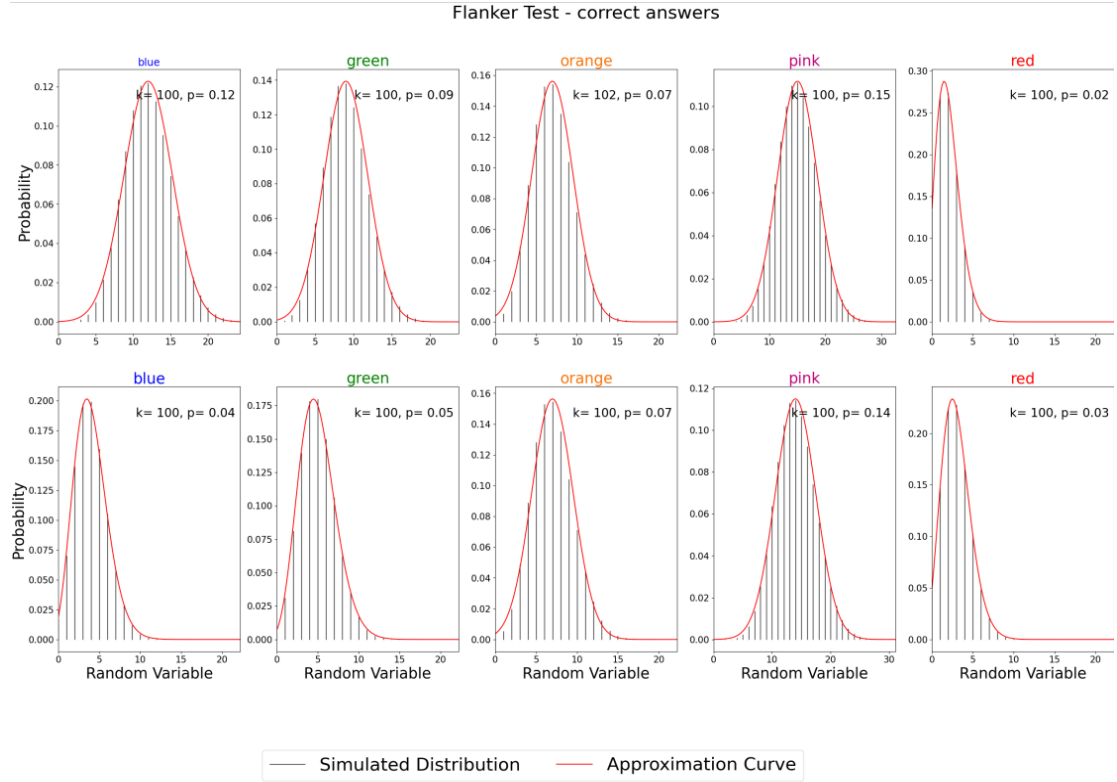 Flanker Test - correct answers
blue
green
orange
pink
red
k= 100, p= 0.12
k= 100, p= 0.09
k= 102, p= 0.07
k= 100, p= 0.15
k= 100, p= 0.02
Probability
0.12
0.10
0.08
0.06
0.04
0.02
0.00
0 5 10 15 20
0.14
0.12
0.10
0.08
0.06
0.04
0.02
0.00
0 5 10 15 20
0.16
0.14
0.12
0.10
0.08
0.06
0.04
0.02
0.00
0 5 10 15 20
0.10
0.08
0.06
0.04
0.02
0.00
0 10 20 30
0.30
0.25
0.20
0.15
0.10
0.05
0.00
0 5 10 15 20
blue
green
orange
pink
red
k= 100, p= 0.04
k= 100, p= 0.05
k= 100, p= 0.07
k= 100, p= 0.14
k= 100, p= 0.03
Probability
0.200
0.175
0.150
0.125
0.100
0.075
0.050
0.025
0.000
0 5 10 15 20
0.175
0.150
0.125
0.100
0.075
0.050
0.025
0.000
0 5 10 15 20
0.16
0.14
0.12
0.10
0.08
0.06
0.04
0.02
0.00
0 5 10 15 20
0.12
0.10
0.08
0.06
0.04
0.02
0.00
0 10 20 30
0.20
0.15
0.10
0.05
0.00
0 5 10 15 20
Random Variable
Random Variable
Random Variable
Random Variable
Random Variable
Simulated Distribution
Approximation Curve